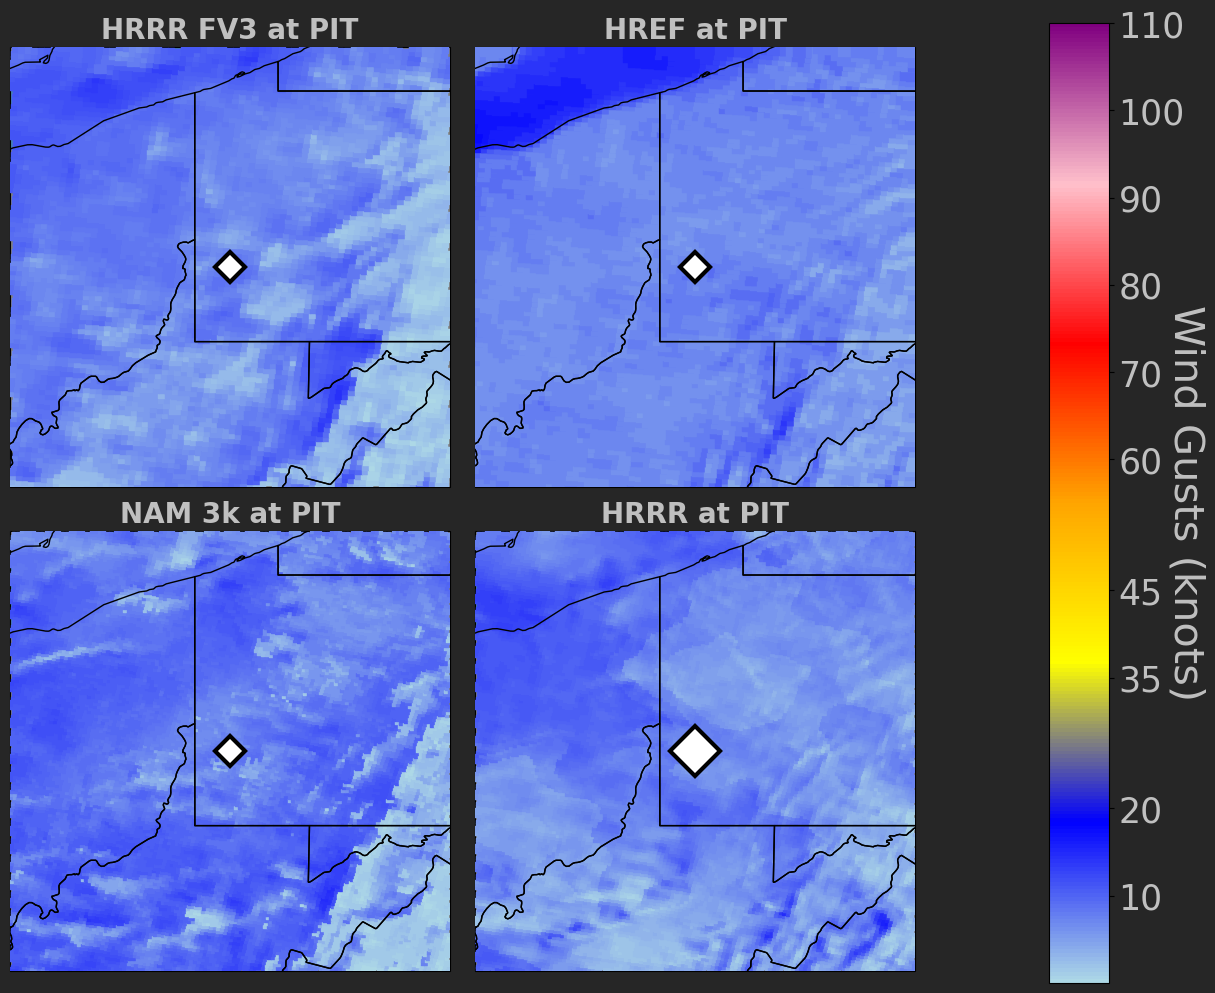 HRRR FV3 at PIT
HREF at PIT
NAM 3k at PIT
HRRR at PIT
110
100
90
80
70
60
45
35
20
10
Wind Gusts (knots)